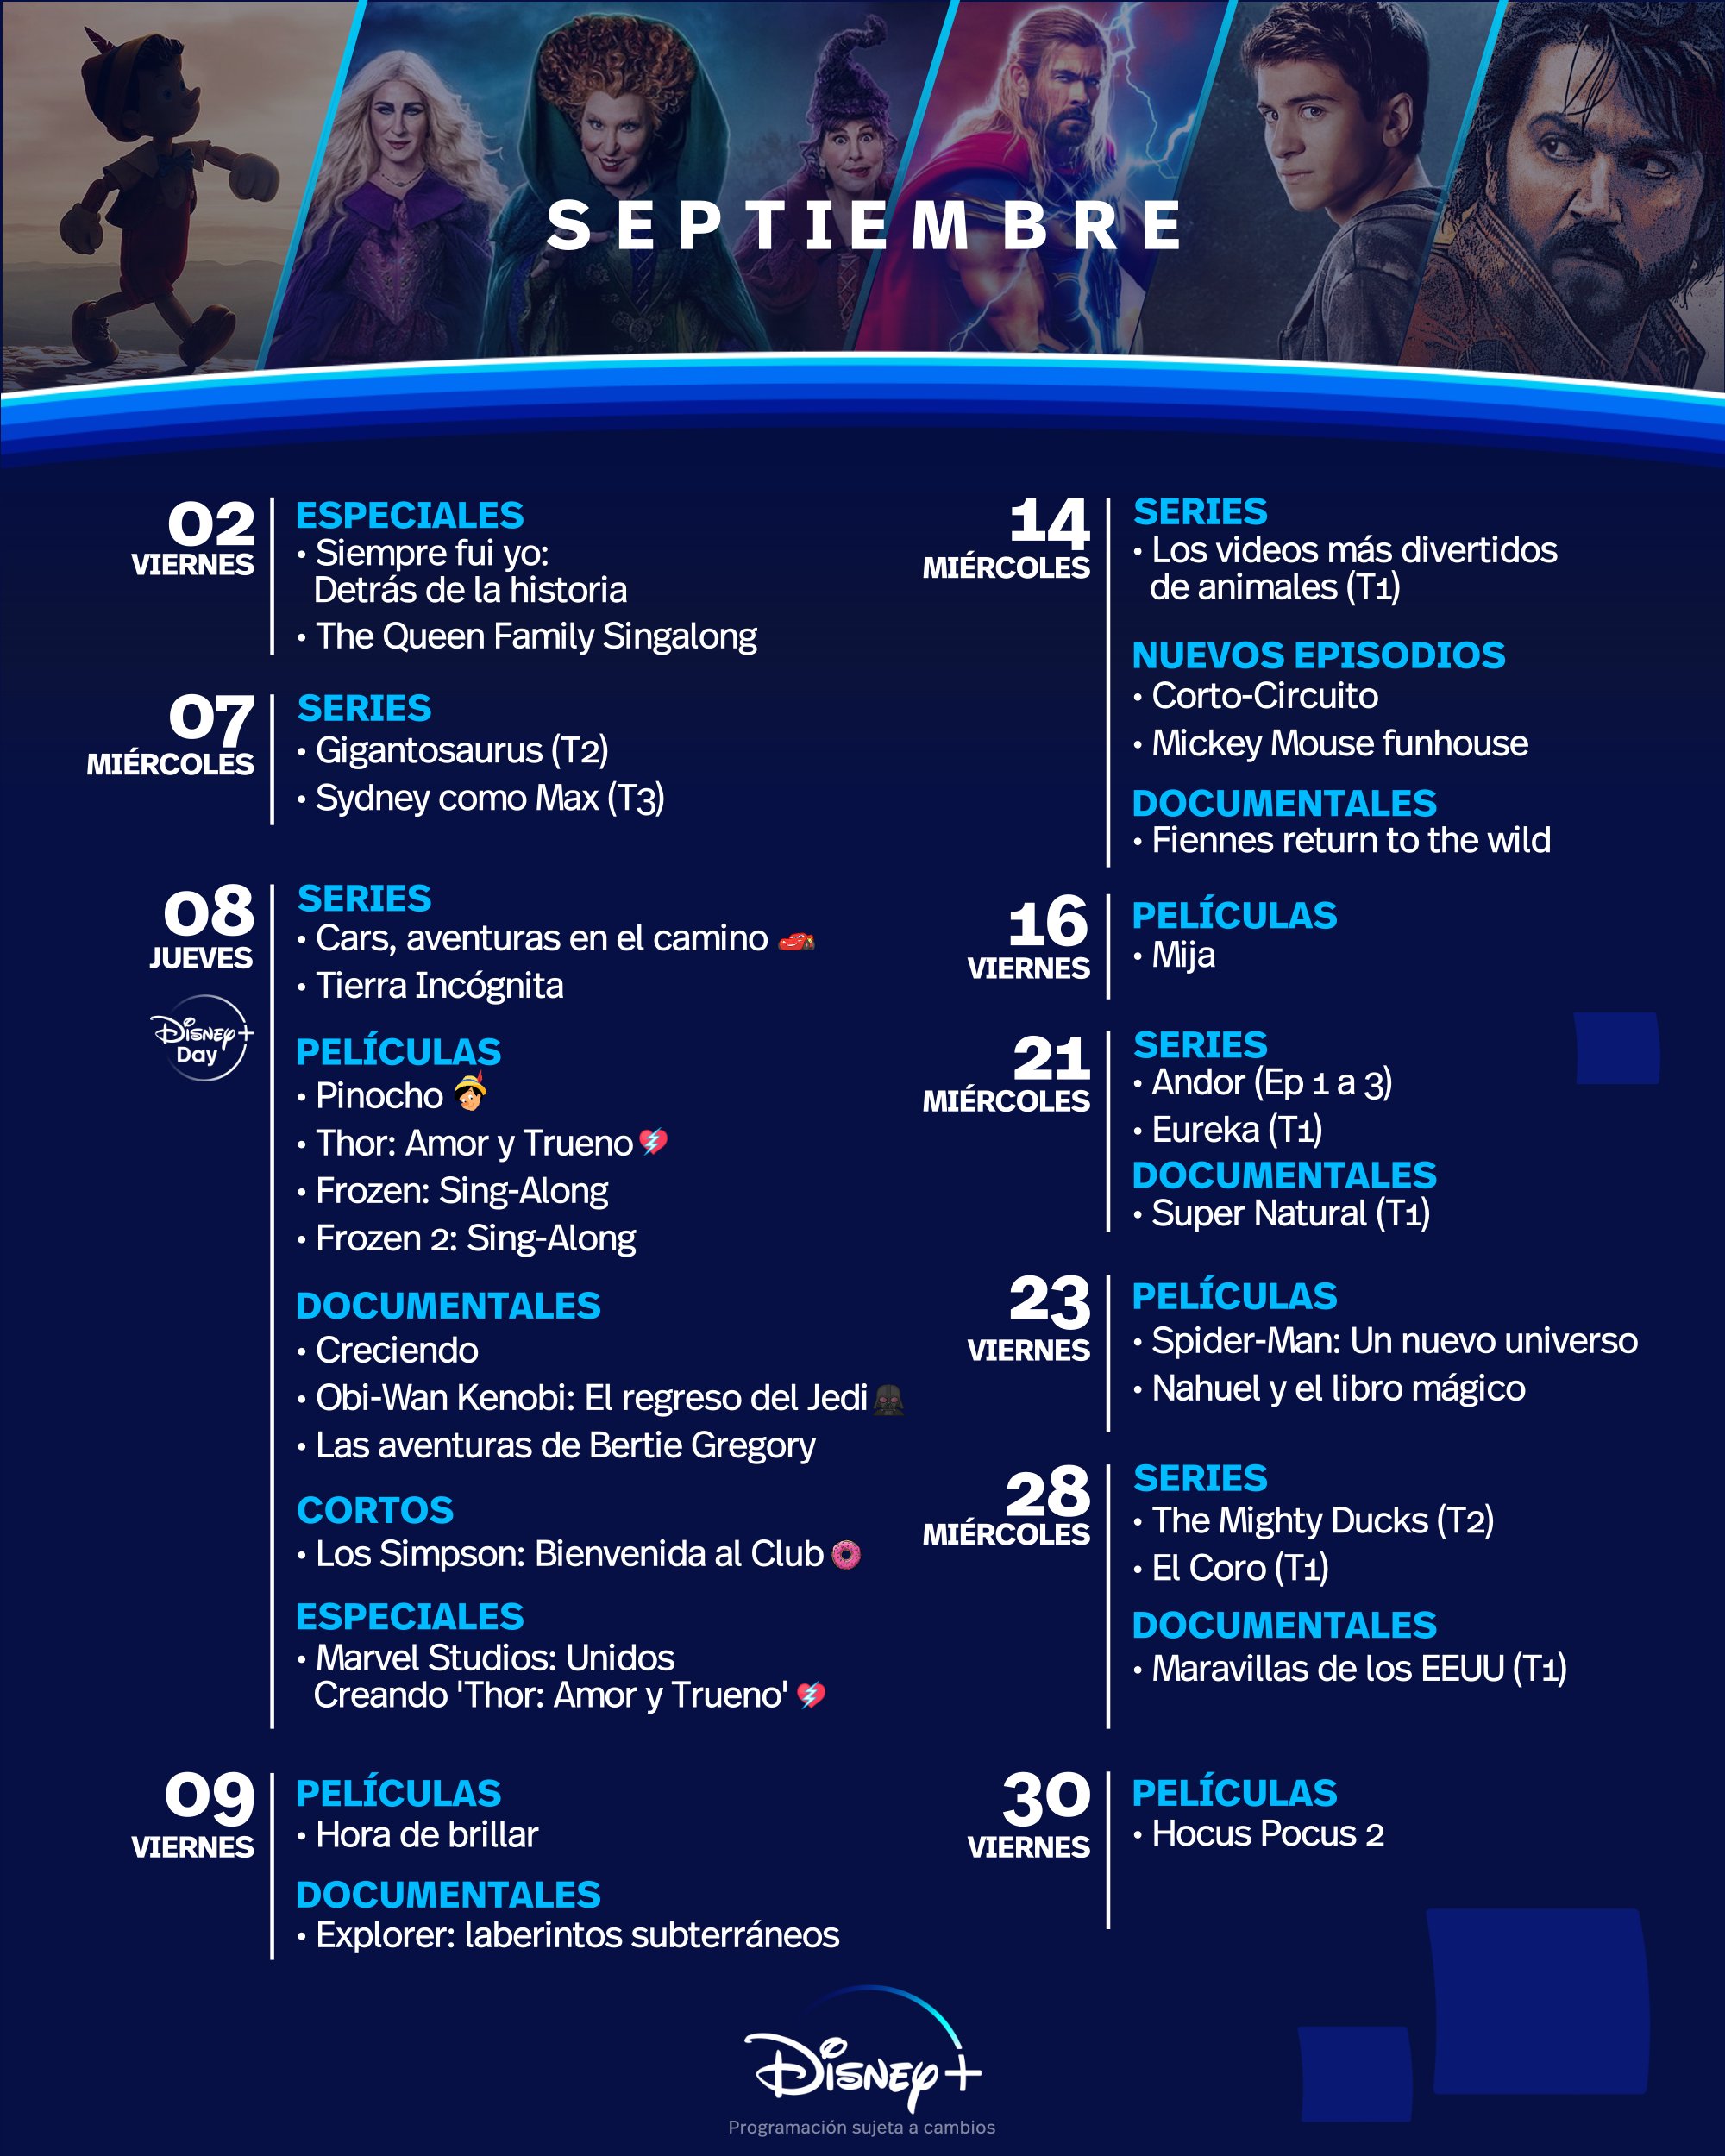 SEPTIEMBRE
02
VIERNES
ESPECIALES
• Siempre fui yo:
Detrás de la historia
• The Queen Family Singalong
07
MIÉRCOLES
SERIES
• Gigantosaurus (T2)
• Sydney como Max (T3)
08
JUEVES
Disney+
Day
SERIES
• Cars, aventuras en el camino
• Tierra Incógnita
PELÍCULAS
• Pinocho
• Thor: Amor y Trueno
• Frozen: Sing-Along
• Frozen 2: Sing-Along
DOCUMENTALES
• Creciendo
• Obi-Wan Kenobi: El regreso del Jedi
• Las aventuras de Bertie Gregory
CORTOS
• Los Simpson: Bienvenida al Club
ESPECIALES
• Marvel Studios: Unidos
Creando 'Thor: Amor y Trueno'
09
VIERNES
PELÍCULAS
• Hora de brillar
DOCUMENTALES
• Explorer: laberintos subterráneos
14
MIÉRCOLES
SERIES
• Los videos más divertidos
de animales (T1)
NUEVOS EPISODIOS
• Corto-Circuito
• Mickey Mouse funhouse
DOCUMENTALES
• Fiennes return to the wild
16
VIERNES
PELÍCULAS
• Mija
21
MIÉRCOLES
SERIES
• Andor (Ep 1 a 3)
• Eureka (T1)
DOCUMENTALES
• Super Natural (T1)
23
VIERNES
PELÍCULAS
• Spider-Man: Un nuevo universo
• Nahuel y el libro mágico
28
MIÉRCOLES
SERIES
• The Mighty Ducks (T2)
• El Coro (T1)
DOCUMENTALES
• Maravillas de los EEUU (T1)
30
VIERNES
PELÍCULAS
• Hocus Pocus 2
Disney+
Programación sujeta a cambios